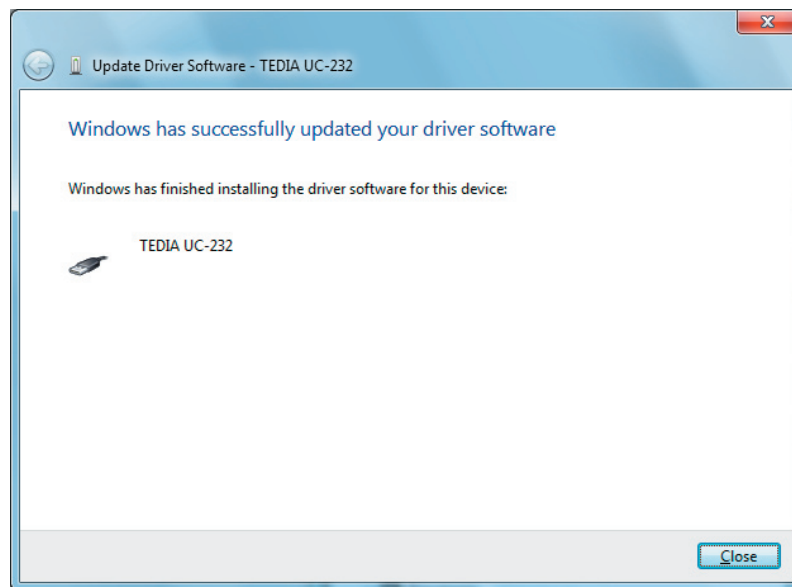 Update Driver Software - TEDIA UC-232
Windows has successfully updated your driver software
Windows has finished installing the driver software for this device:
TEDIA UC-232
Close